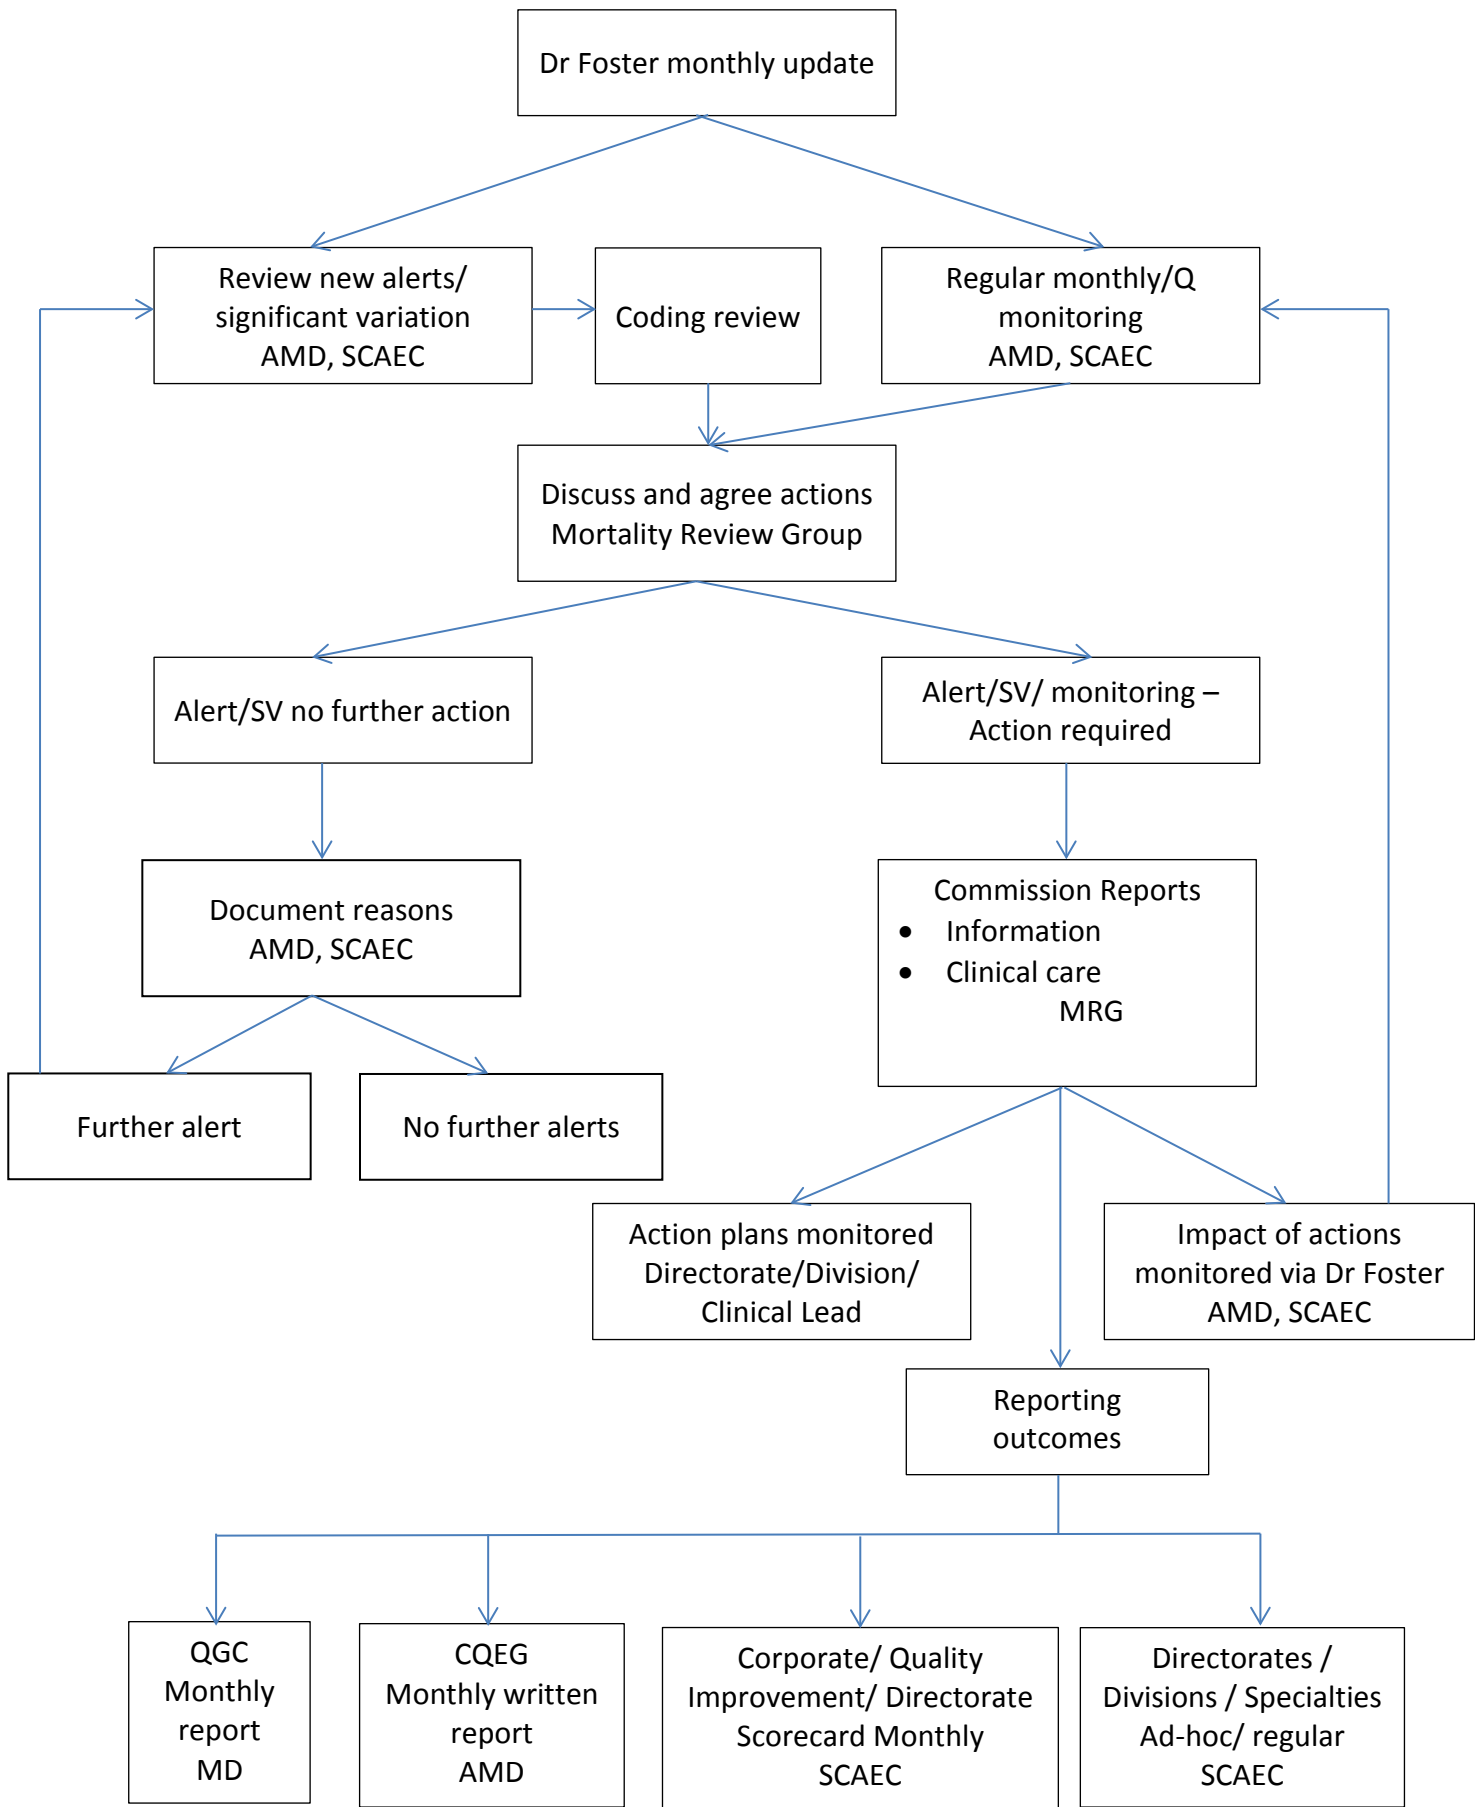 Dr Foster monthly update
Review new alerts/
significant variation
AMD, SCAEC
Coding review
Regular monthly/Q
monitoring
AMD, SCAEC
Discuss and agree actions
Mortality Review Group
Alert/SV no further action
Alert/SV/ monitoring –
Action required
Document reasons
AMD, SCAEC
Commission Reports
• Information
• Clinical care
MRG
Further alert
No further alerts
Action plans monitored
Directorate/Division/
Clinical Lead
Impact of actions
monitored via Dr Foster
AMD, SCAEC
Reporting
outcomes
QGC
Monthly
report
MD
CQEG
Monthly written
report
AMD
Corporate/ Quality
Improvement/ Directorate
Scorecard Monthly
SCAEC
Directorates /
Divisions / Specialties
Ad-hoc/ regular
SCAEC